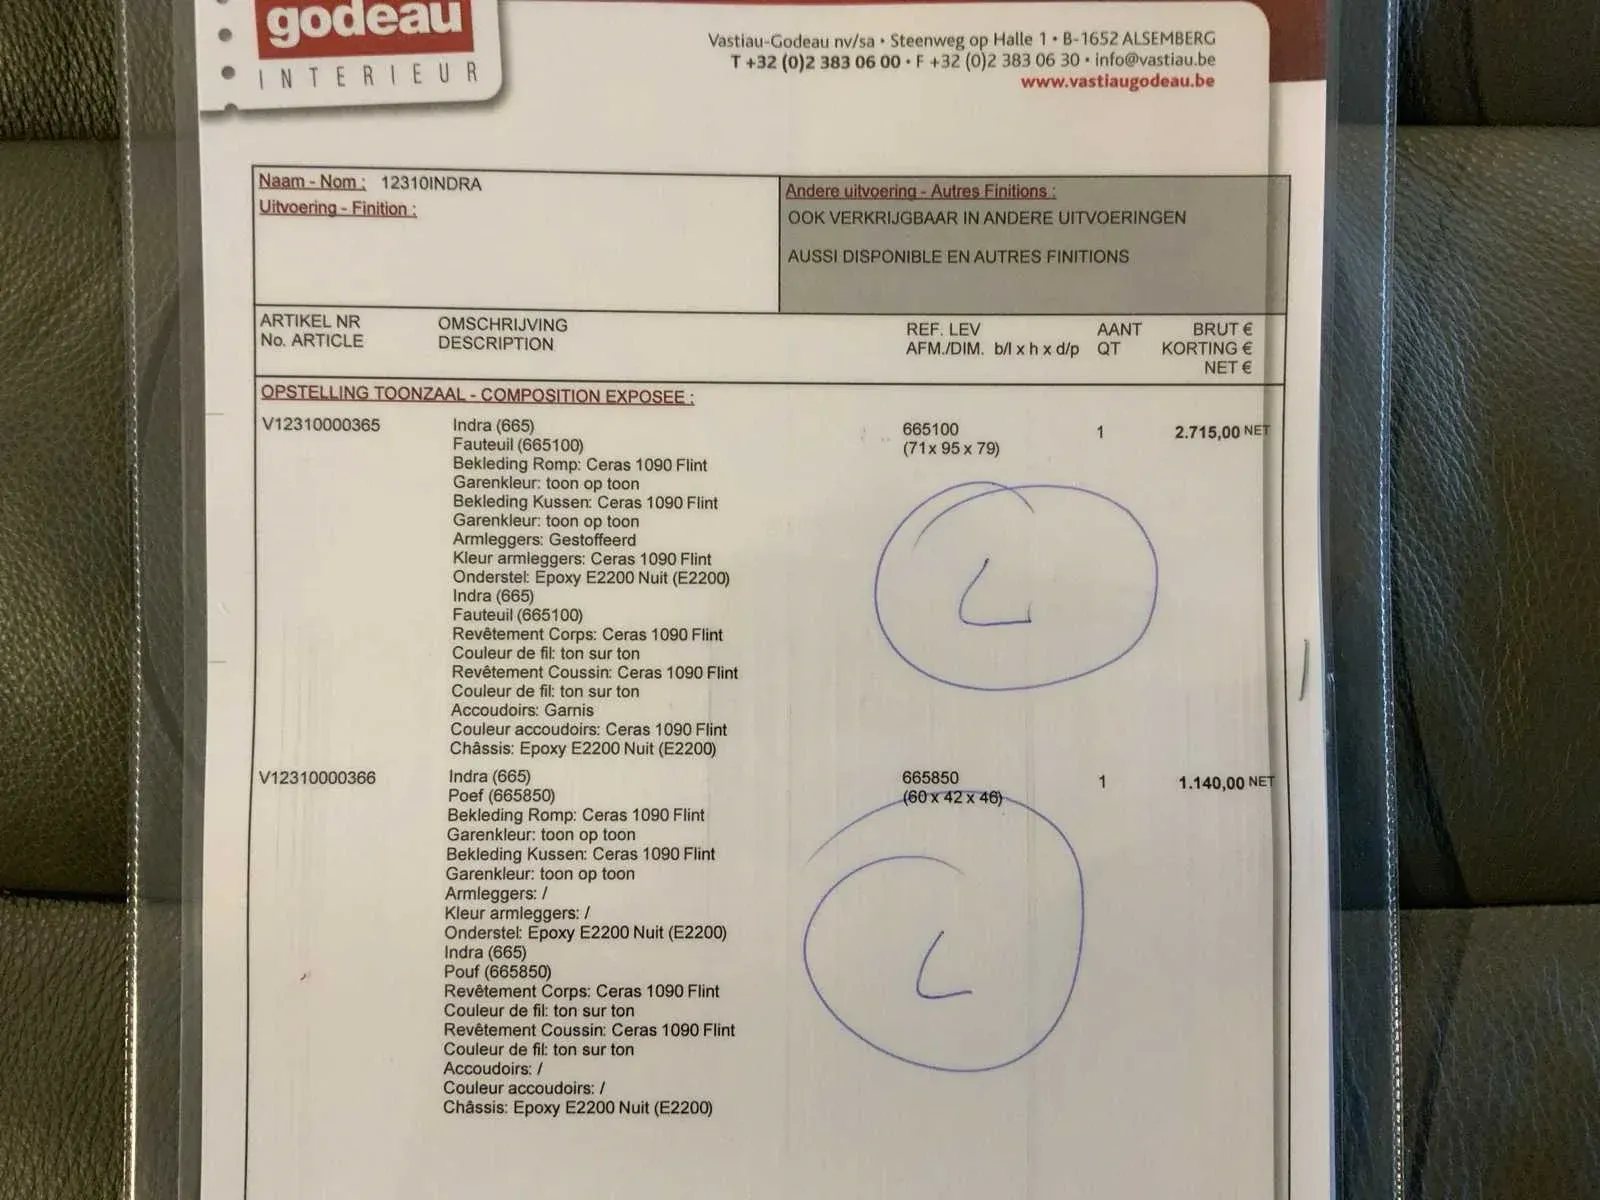 godeau
INTERIEUR
Vastiau-Godeau nv/sa • Steenweg op Halle 1 • B-1652 ALSEMBERG
T +32 (0)2 383 06 00 • F +32 (0)2 383 06 30 • info@vastiau.be
www.vastiaugodeau.be
Naam - Nom : 12310INDRA
Uitvoering - Finition :
Andere uitvoering - Autres Finitions :
OOK VERKRIJGBAAR IN ANDERE UITVOERINGEN
AUSSI DISPONIBLE EN AUTRES FINITIONS
ARTIKEL NR OMSCHRIJVING REF. LEV AANT BRUT €
No. ARTICLE DESCRIPTION AFM./DIM. b/l x h x d/p QT KORTING €
NET €
OPSTELLING TOONZAAL - COMPOSITION EXPOSEE :
V12310000365 Indra (665) 665100 1 2.715,00 NET
Fauteuil (665100) (71 x 95 x 79)
Bekleding Romp: Ceras 1090 Flint
Garenkleur: toon op toon
Bekleding Kussen: Ceras 1090 Flint
Garenkleur: toon op toon
Armleggers: Gestoffeerd
Kleur armleggers: Ceras 1090 Flint
Onderstel: Epoxy E2200 Nuit (E2200)
Indra (665)
Fauteuil (665100)
Revêtement Corps: Ceras 1090 Flint
Couleur de fil: ton sur ton
Revêtement Coussin: Ceras 1090 Flint
Couleur de fil: ton sur ton
Accoudoirs: Garnis
Couleur accoudoirs: Ceras 1090 Flint
Châssis: Epoxy E2200 Nuit (E2200)
V12310000366 Indra (665) 665850 1 1.140,00 NET
Poef (665850) (60 x 42 x 46)
Bekleding Romp: Ceras 1090 Flint
Garenkleur: toon op toon
Bekleding Kussen: Ceras 1090 Flint
Garenkleur: toon op toon
Armleggers: /
Kleur armleggers: /
Onderstel: Epoxy E2200 Nuit (E2200)
Indra (665)
Pouf (665850)
Revêtement Corps: Ceras 1090 Flint
Couleur de fil: ton sur ton
Revêtement Coussin: Ceras 1090 Flint
Couleur de fil: ton sur ton
Accoudoirs: /
Couleur accoudoirs: /
Châssis: Epoxy E2200 Nuit (E2200)